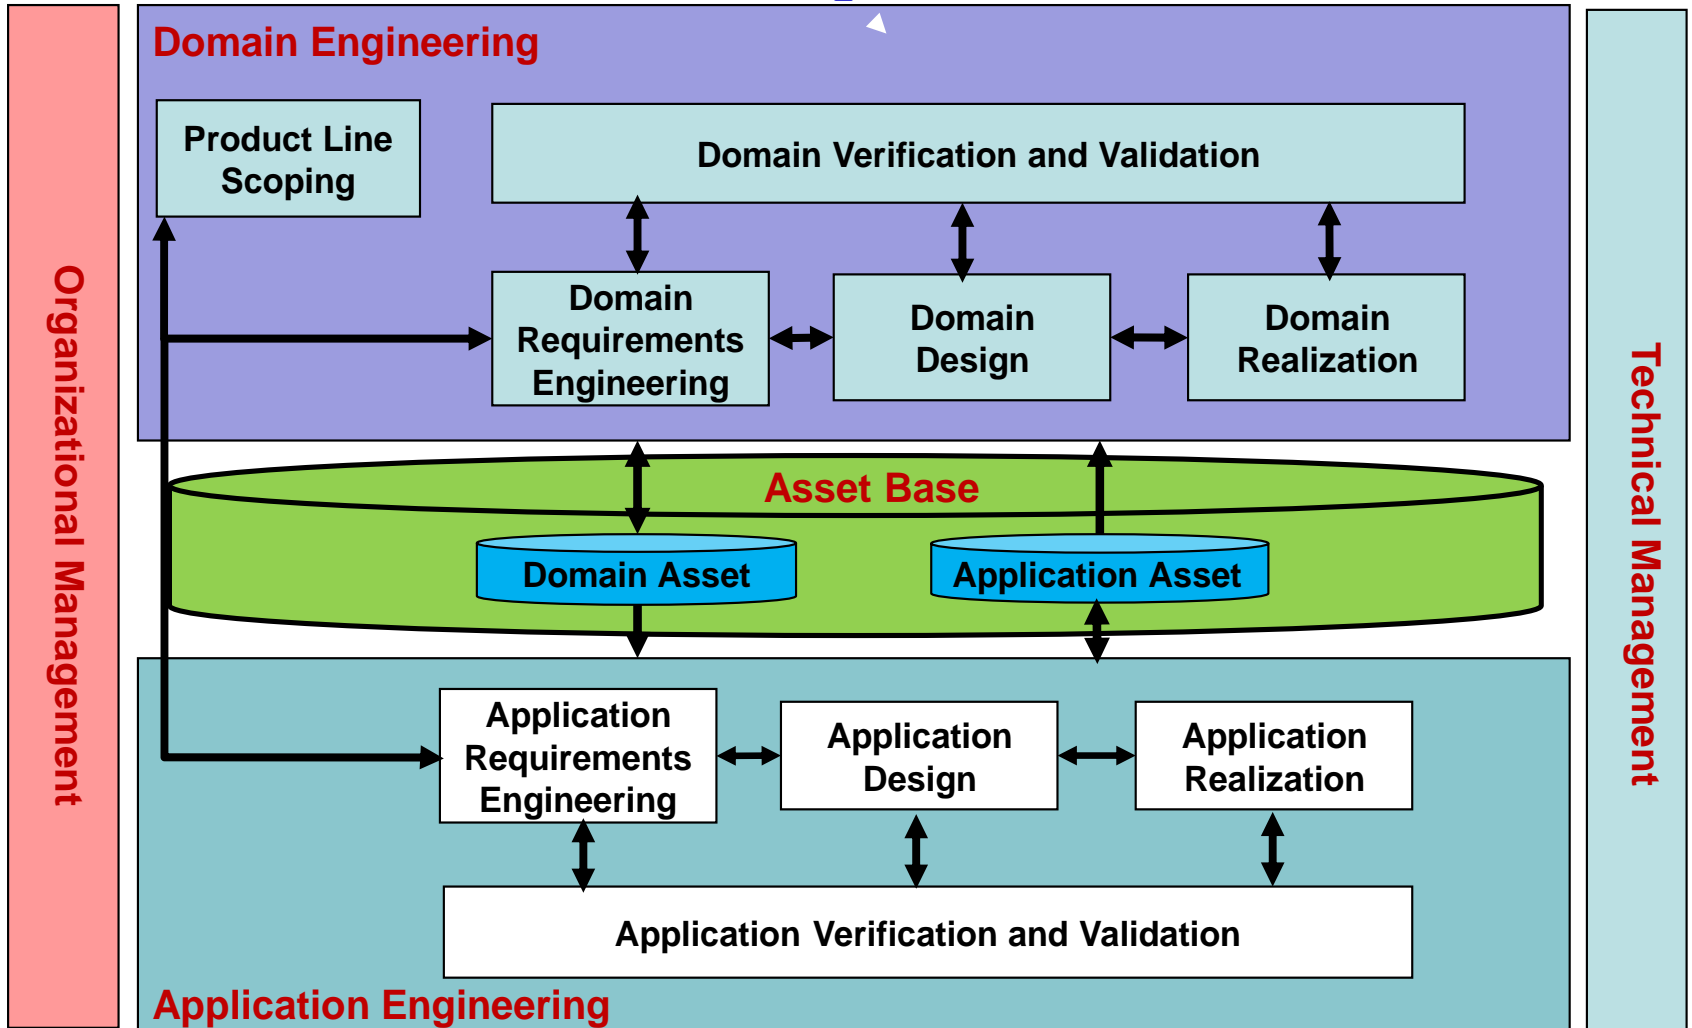 Domain Engineering
Product Line
Scoping
Domain Verification and Validation
Domain
Requirements
Engineering
Domain
Design
Domain
Realization
Organizational Management
Technical Management
Asset Base
Domain Asset
Application Asset
Application
Requirements
Engineering
Application
Design
Application
Realization
Application Verification and Validation
Application Engineering